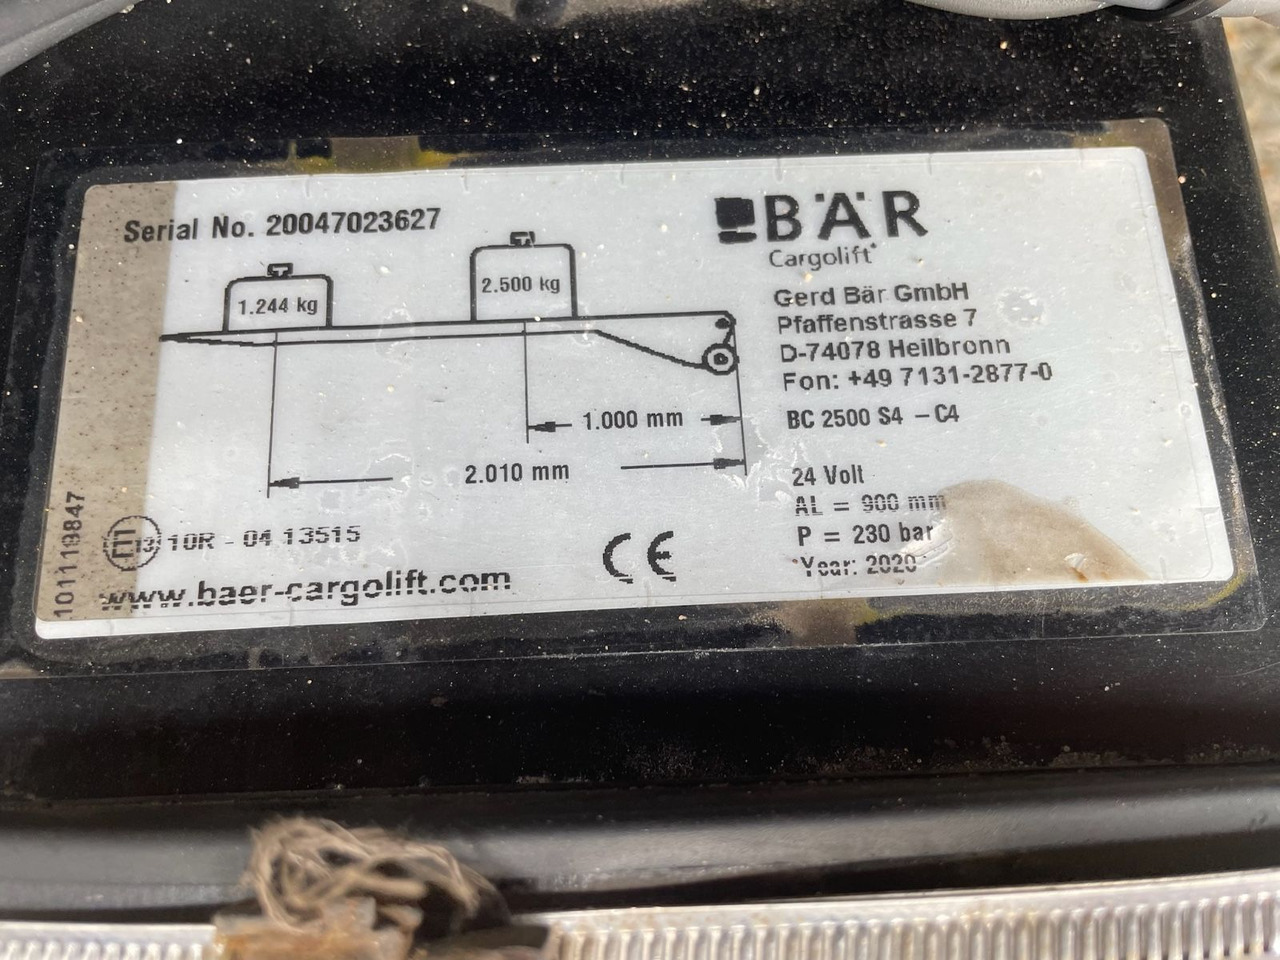 Serial No. 20047023627
BÄR
Cargolift
1.244 kg
2.500 kg
Gerd Bär GmbH
Pfaffenstrasse 7
D-74078 Heilbronn
Fon: +49 7131-2877-0
1.000 mm
BC 2500 S4 - C4
2.010 mm
24 Volt
AL = 900 mm
P = 230 bar
Year: 2020
101119847
E1 10R - 04 13515
CE
www.baer-cargolift.com